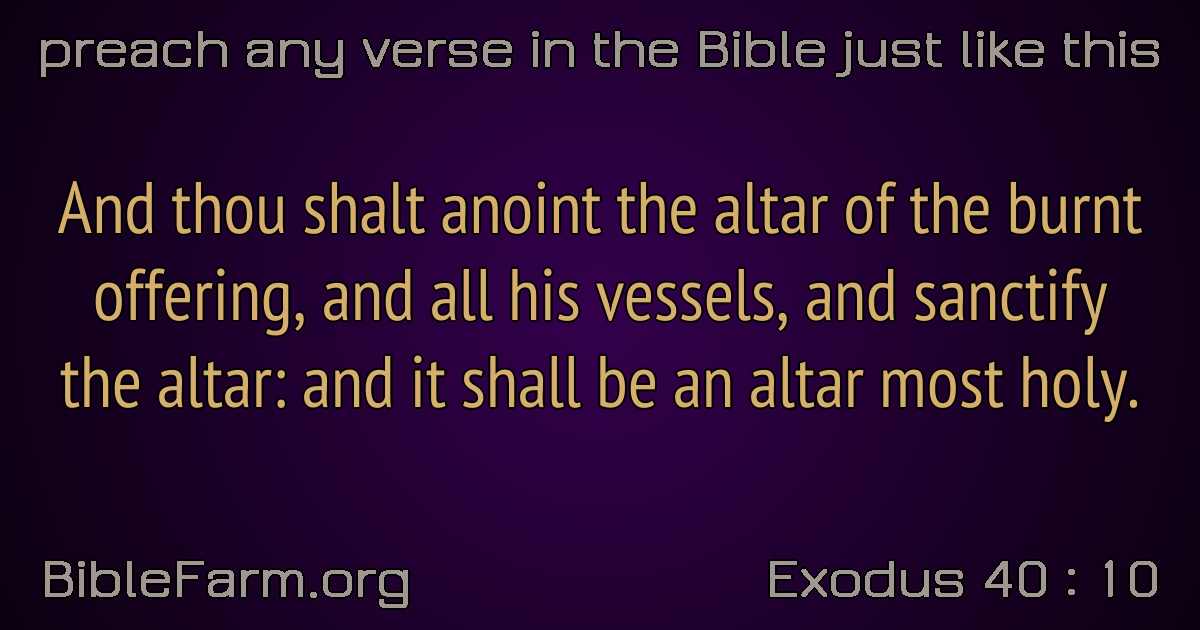 preach any verse in the Bible just like this
And thou shalt anoint the altar of the burnt
offering, and all his vessels, and sanctify
the altar: and it shall be an altar most holy.
BibleFarm.org
Exodus 40 : 10